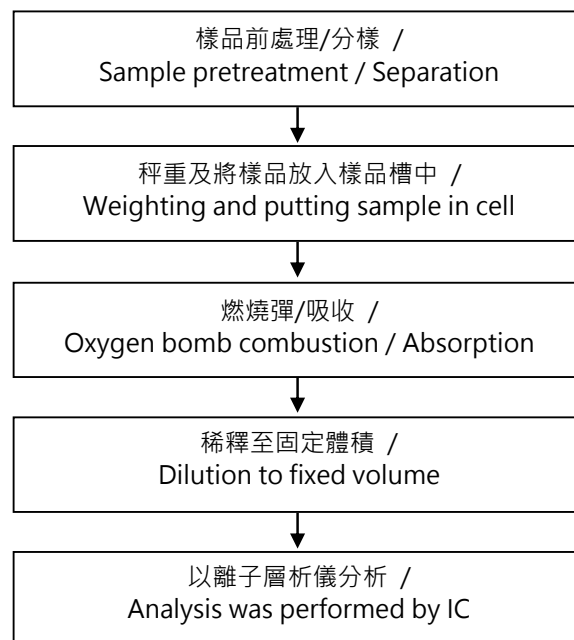 樣品前處理/分樣 /
Sample pretreatment / Separation
秤重及將樣品放入樣品槽中 /
Weighting and putting sample in cell
燃燒彈/吸收 /
Oxygen bomb combustion / Absorption
稀釋至固定體積 /
Dilution to fixed volume
以離子層析儀分析 /
Analysis was performed by IC